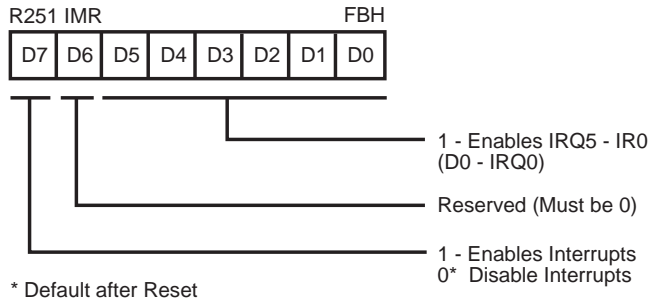 R251 IMR FBH
D7 D6 D5 D4 D3 D2 D1 D0
1 - Enables IRQ5 - IR0
(D0 - IRQ0)
Reserved (Must be 0)
1 - Enables Interrupts
0* Disable Interrupts
* Default after Reset